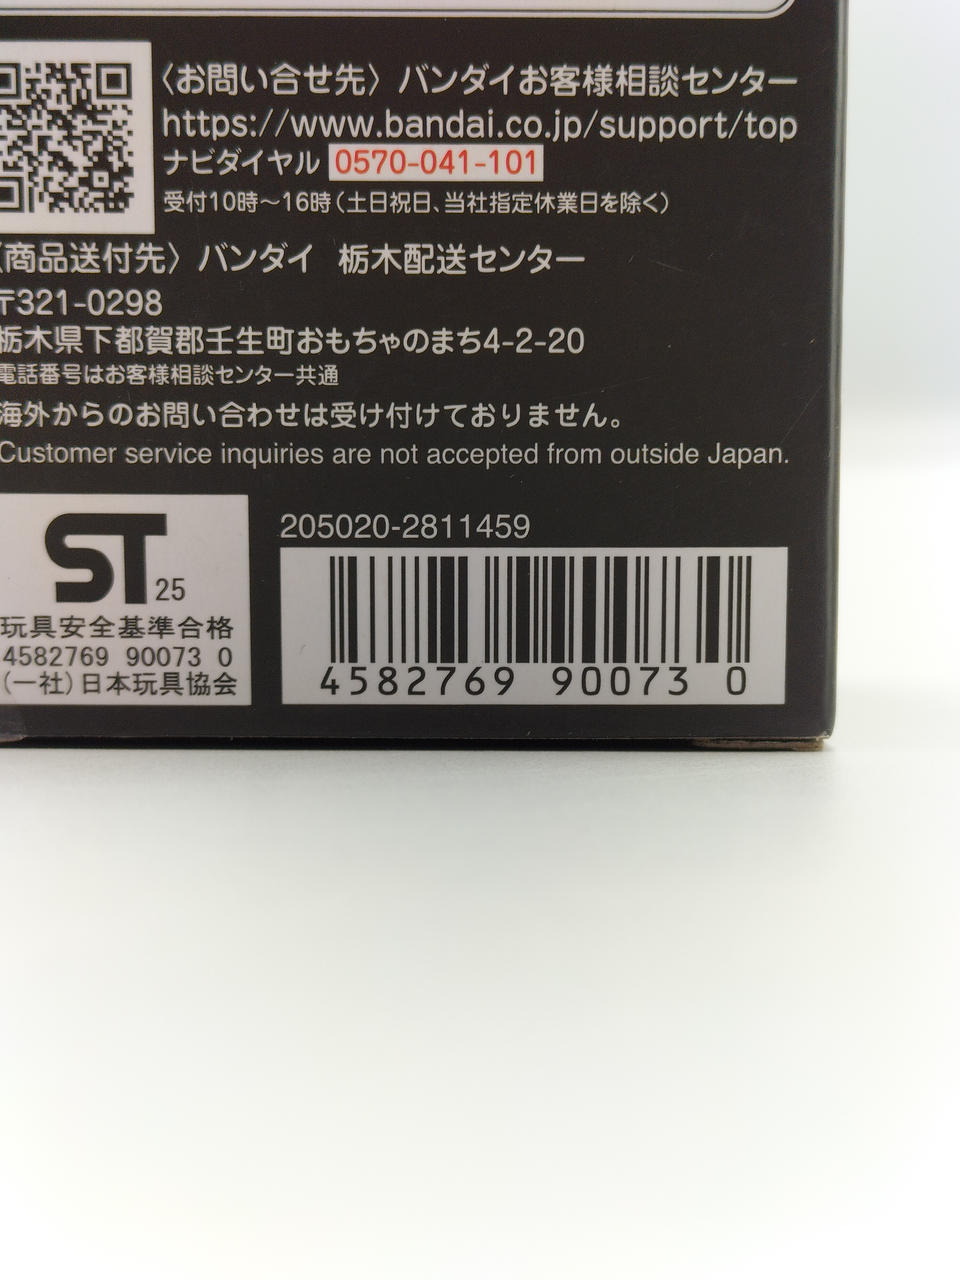 〈お問い合せ先〉バンダイお客様相談センター
https://www.bandai.co.jp/support/top
ナビダイヤル 0570-041-101
受付10時～16時（土日祝日、当社指定休業日を除く）
〈商品送付先〉バンダイ 栃木配送センター
〒321-0298
栃木県下都賀郡壬生町おもちゃのまち4-2-20
電話番号はお客様相談センター共通
海外からのお問い合わせは受け付けておりません。
Customer service inquiries are not accepted from outside Japan.
ST 25
玩具安全基準合格
4582769 90073 0
（一社）日本玩具協会
205020-2811459
4582769 90073 0